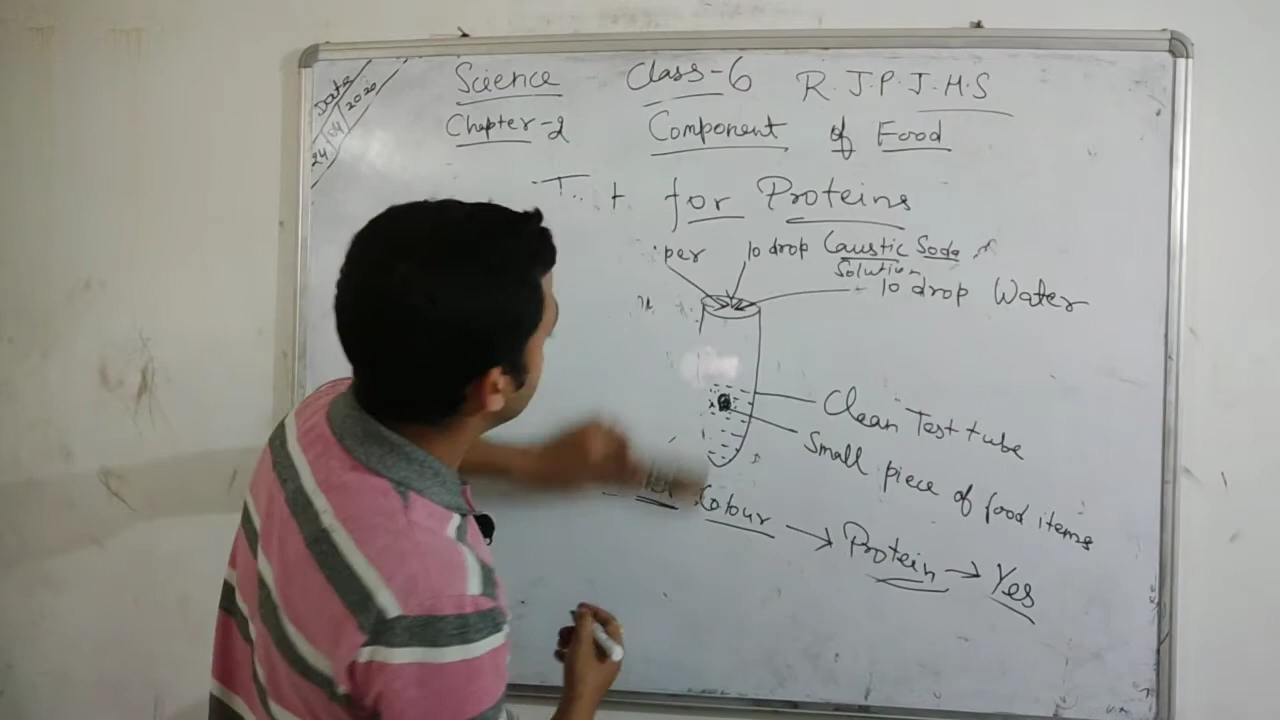 Date
24/04/2020
Science Class-6 R.J.P.J.H.S
Chapter-2 Component of Food
for Proteins
per 10 drop Caustic Soda
Solution
10 drop Water
Clean Test tube
Small piece of food items
Colour → Protein → Yes